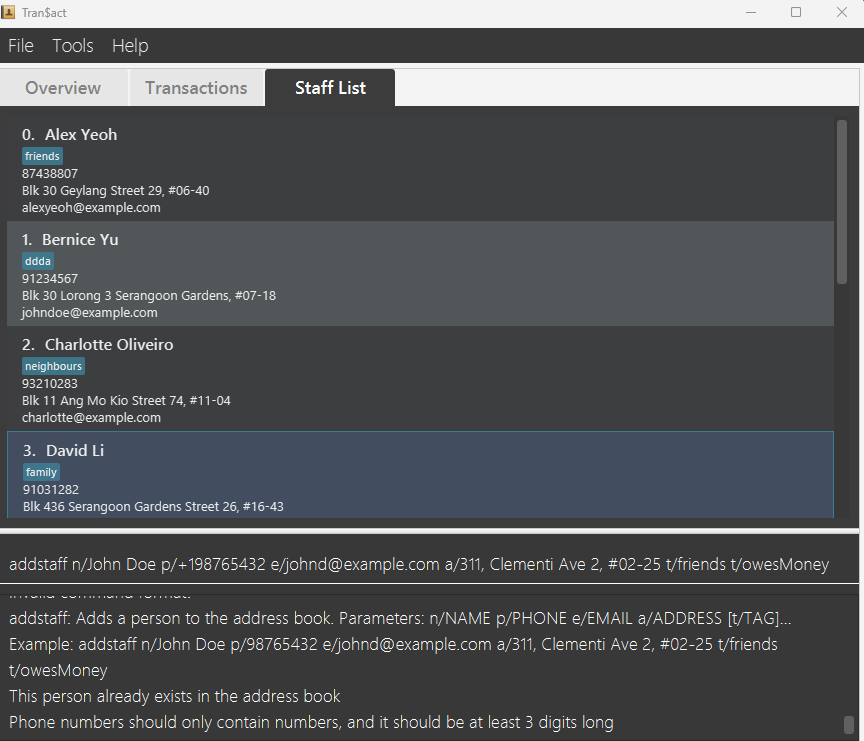 Tran$act
File Tools Help
Overview Transactions Staff List
0. Alex Yeoh
friends
87438807
Blk 30 Geylang Street 29, #06-40
alexyeoh@example.com
1. Bernice Yu
ddda
91234567
Blk 30 Lorong 3 Serangoon Gardens, #07-18
johndoe@example.com
2. Charlotte Oliveiro
neighbours
93210283
Blk 11 Ang Mo Kio Street 74, #11-04
charlotte@example.com
3. David Li
family
91031282
Blk 436 Serangoon Gardens Street 26, #16-43
addstaff n/John Doe p/+198765432 e/johnd@example.com a/311, Clementi Ave 2, #02-25 t/friends t/owesMoney
Invalid command format!
addstaff: Adds a person to the address book. Parameters: n/NAME p/PHONE e/EMAIL a/ADDRESS [t/TAG]...
Example: addstaff n/John Doe p/98765432 e/johnd@example.com a/311, Clementi Ave 2, #02-25 t/friends
t/owesMoney
This person already exists in the address book
Phone numbers should only contain numbers, and it should be at least 3 digits long